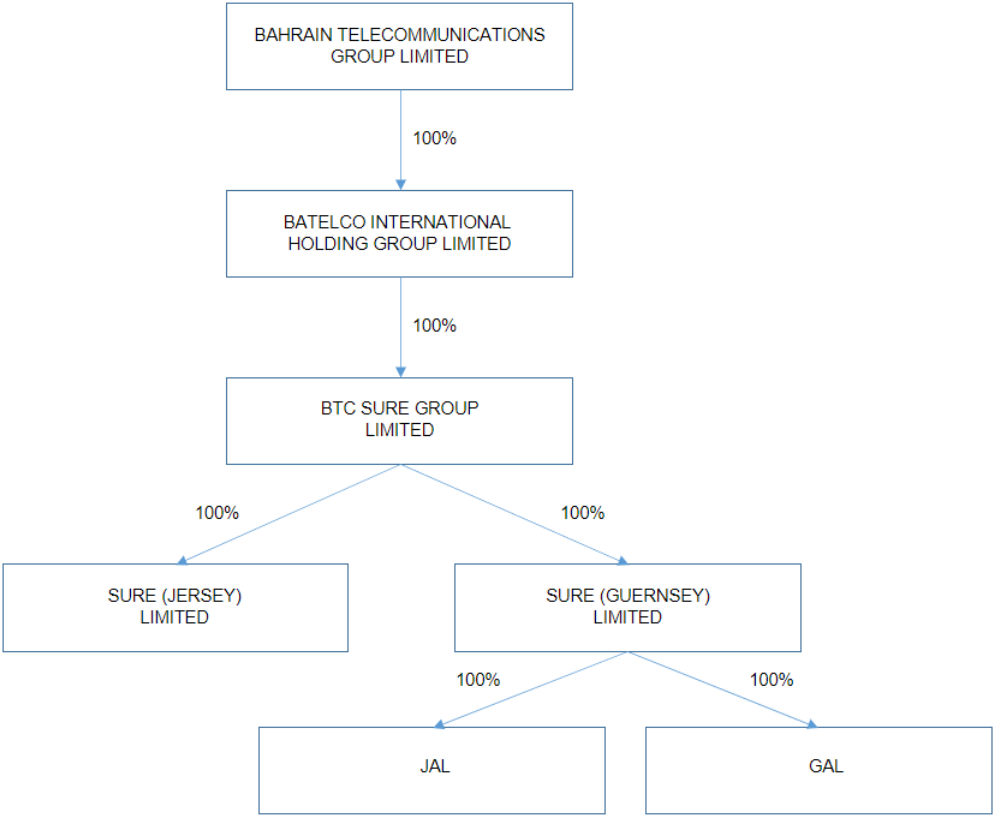 BAHRAIN TELECOMMUNICATIONS
GROUP LIMITED
100%
BATELCO INTERNATIONAL
HOLDING GROUP LIMITED
100%
BTC SURE GROUP
LIMITED
100%
100%
SURE (JERSEY)
LIMITED
SURE (GUERNSEY)
LIMITED
100%
100%
JAL
GAL